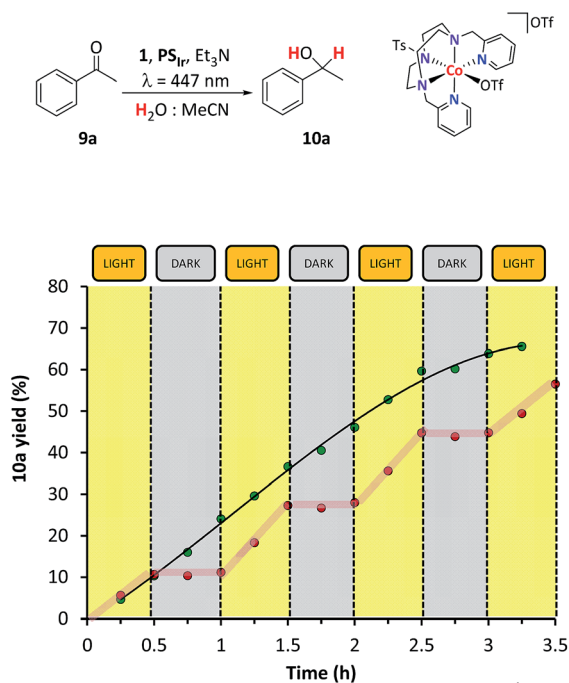 O
1, PS_Ir, Et₃N
λ = 447 nm
H₂O : MeCN
9a
HO H
10a
Ts
N
N
N
N
N
Co
OTf
OTf
LIGHT DARK LIGHT DARK LIGHT DARK LIGHT
10a yield (%)
80
70
60
50
40
30
20
10
0
0 0.5 1 1.5 2 2.5 3 3.5
Time (h)